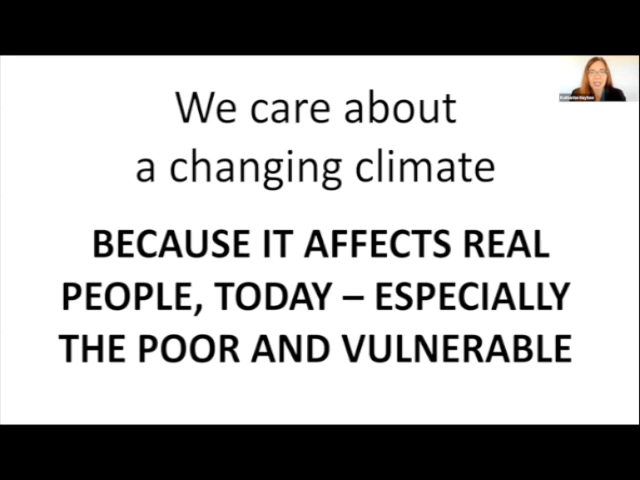 We care about
a changing climate
BECAUSE IT AFFECTS REAL
PEOPLE, TODAY – ESPECIALLY
THE POOR AND VULNERABLE